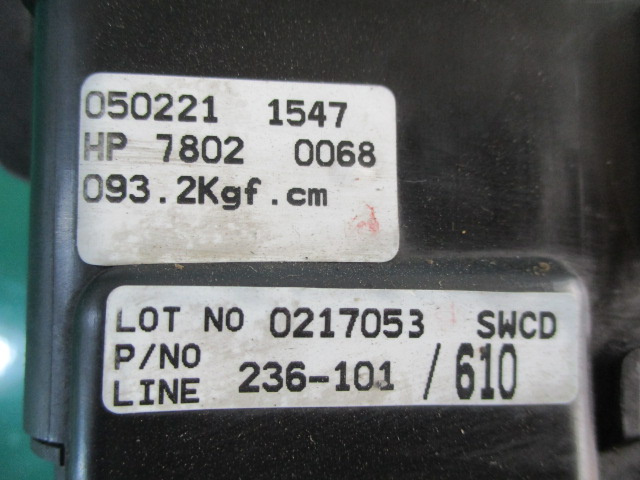 050221 1547
HP 7802 0068
093.2Kgf.cm
LOT NO 0217053 SWCD
P/NO
LINE 236-101 / 610